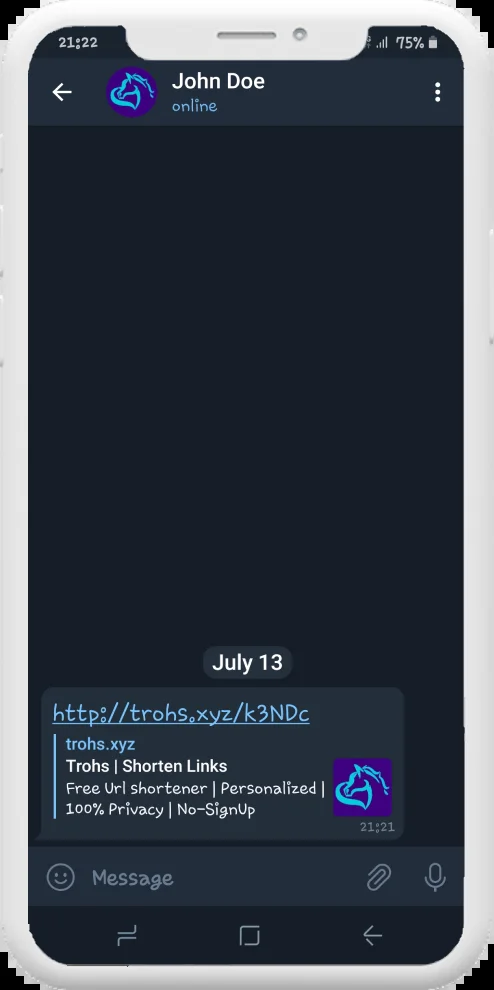 21:22
75%
John Doe
online
July 13
http://trohs.xyz/k3NDc
trohs.xyz
Trohs | Shorten Links
Free Url shortener | Personalized |
100% Privacy | No-SignUp
21:21
Message